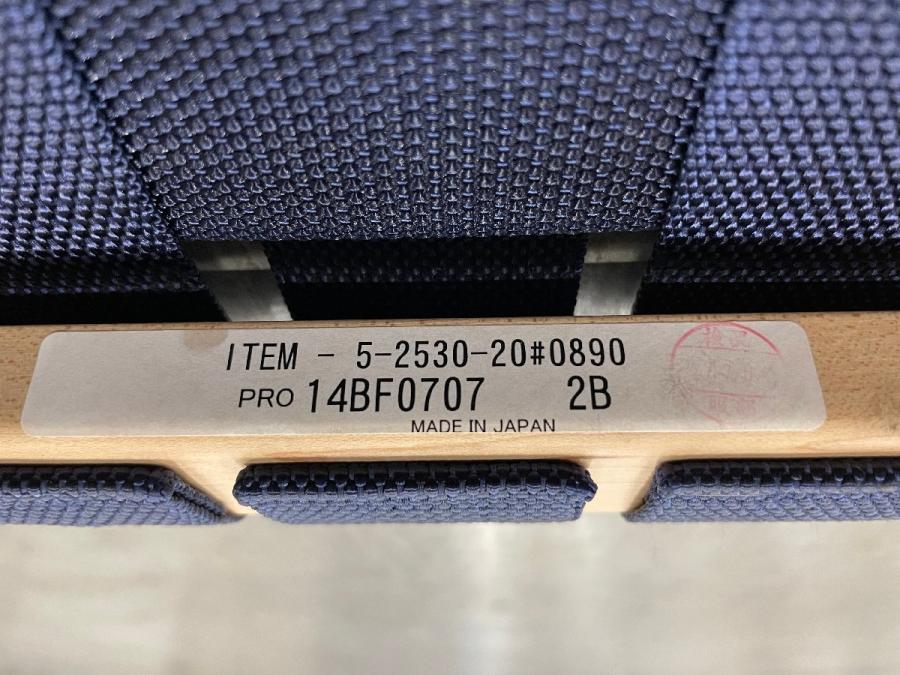 ITEM - 5-2530-20#0890
PRO 14BF0707 2B
MADE IN JAPAN